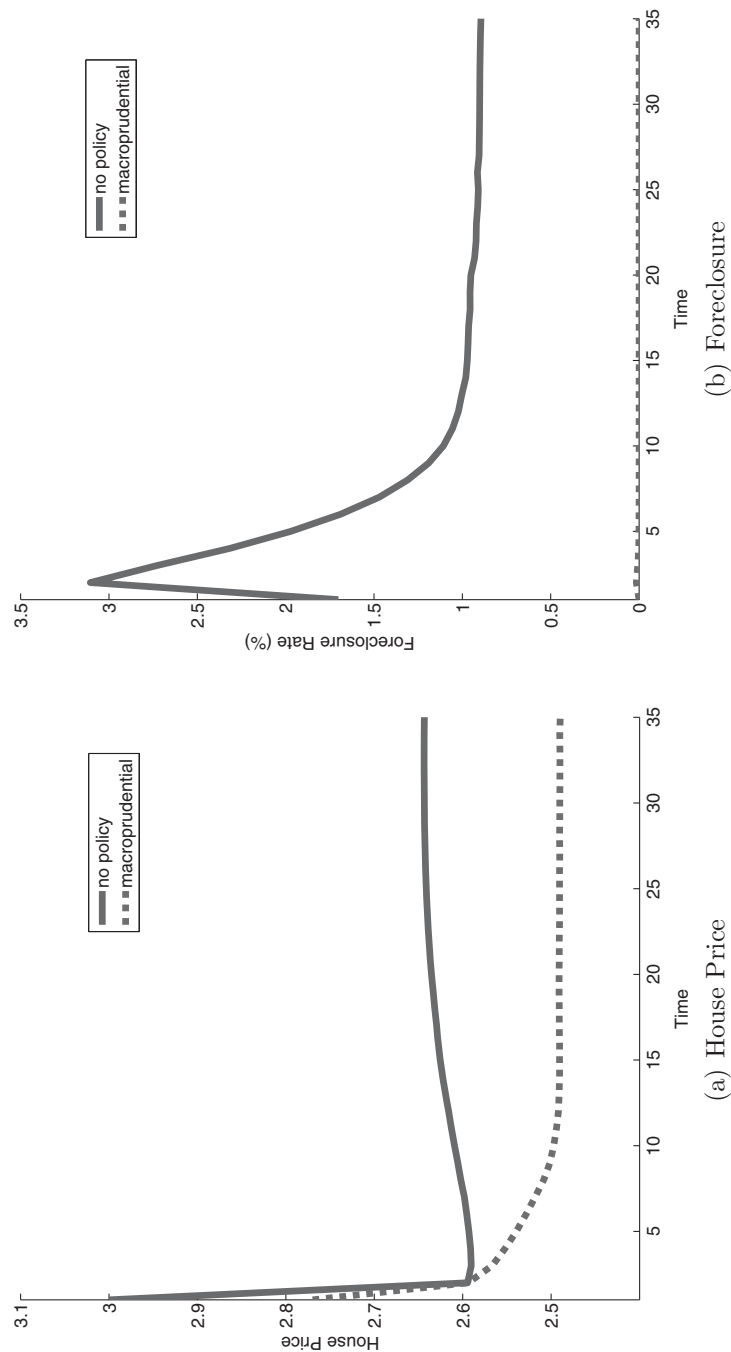 no policy
macroprudential
House Price
3.1
3
2.9
2.8
2.7
2.6
2.5
5
10
15
20
25
30
35
Time
(a) House Price
no policy
macroprudential
Foreclosure Rate (%)
3.5
3
2.5
2
1.5
1
0.5
0
5
10
15
20
25
30
35
Time
(b) Foreclosure